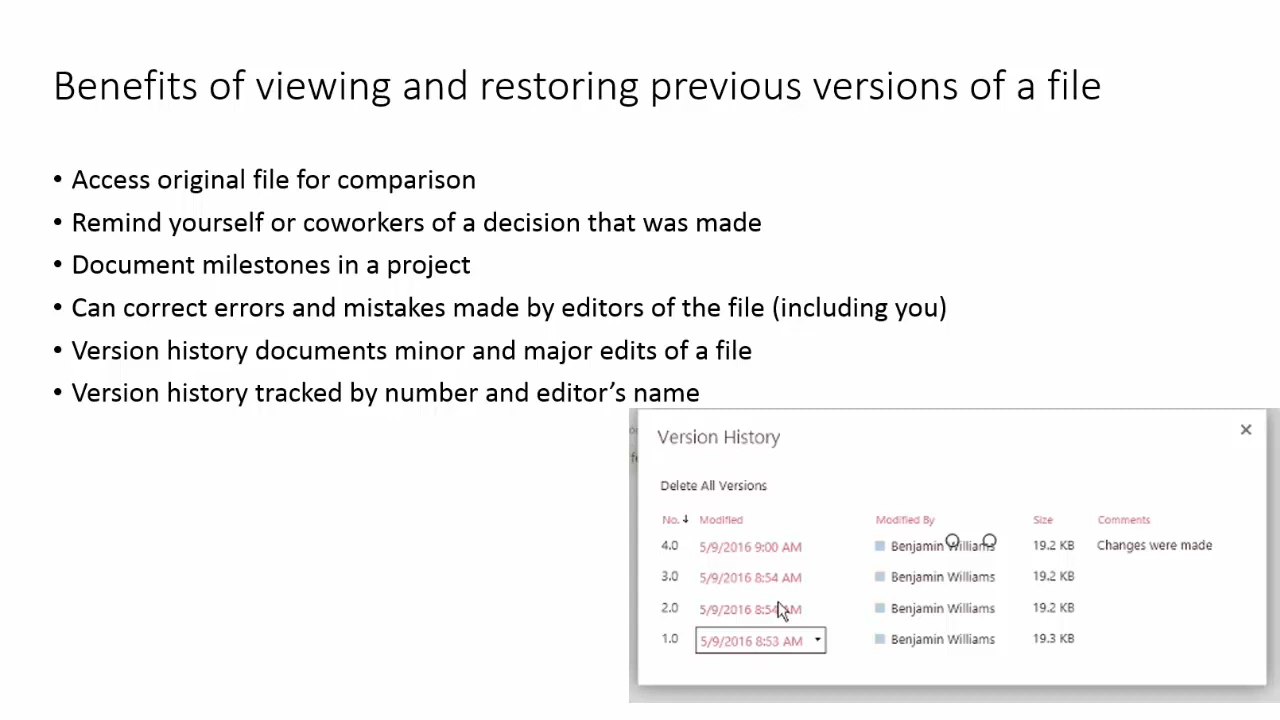 Benefits of viewing and restoring previous versions of a file
• Access original file for comparison
• Remind yourself or coworkers of a decision that was made
• Document milestones in a project
• Can correct errors and mistakes made by editors of the file (including you)
• Version history documents minor and major edits of a file
• Version history tracked by number and editor’s name
Version History
Delete All Versions
No.↓ Modified Modified By Size Comments
4.0 5/9/2016 9:00 AM Benjamin Williams 19.2 KB Changes were made
3.0 5/9/2016 8:54 AM Benjamin Williams 19.2 KB
2.0 5/9/2016 8:54 AM Benjamin Williams 19.2 KB
1.0 5/9/2016 8:53 AM Benjamin Williams 19.3 KB